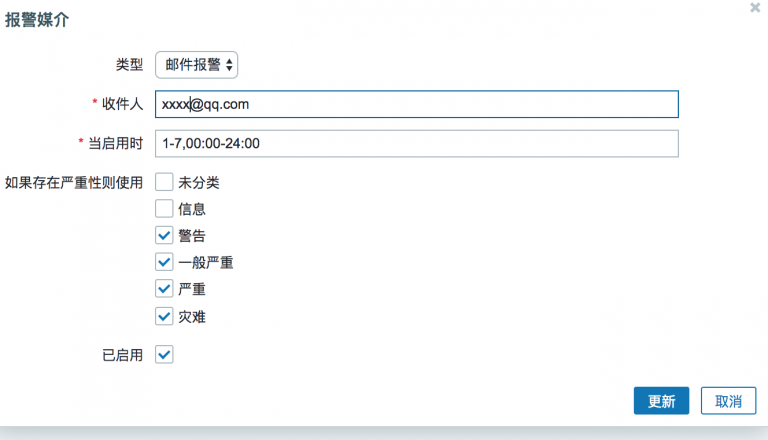 报警媒介
类型 邮件报警
* 收件人 xxxx@qq.com
* 当启用时 1-7,00:00-24:00
如果存在严重性则使用 未分类
信息
警告
一般严重
严重
灾难
已启用
更新 取消